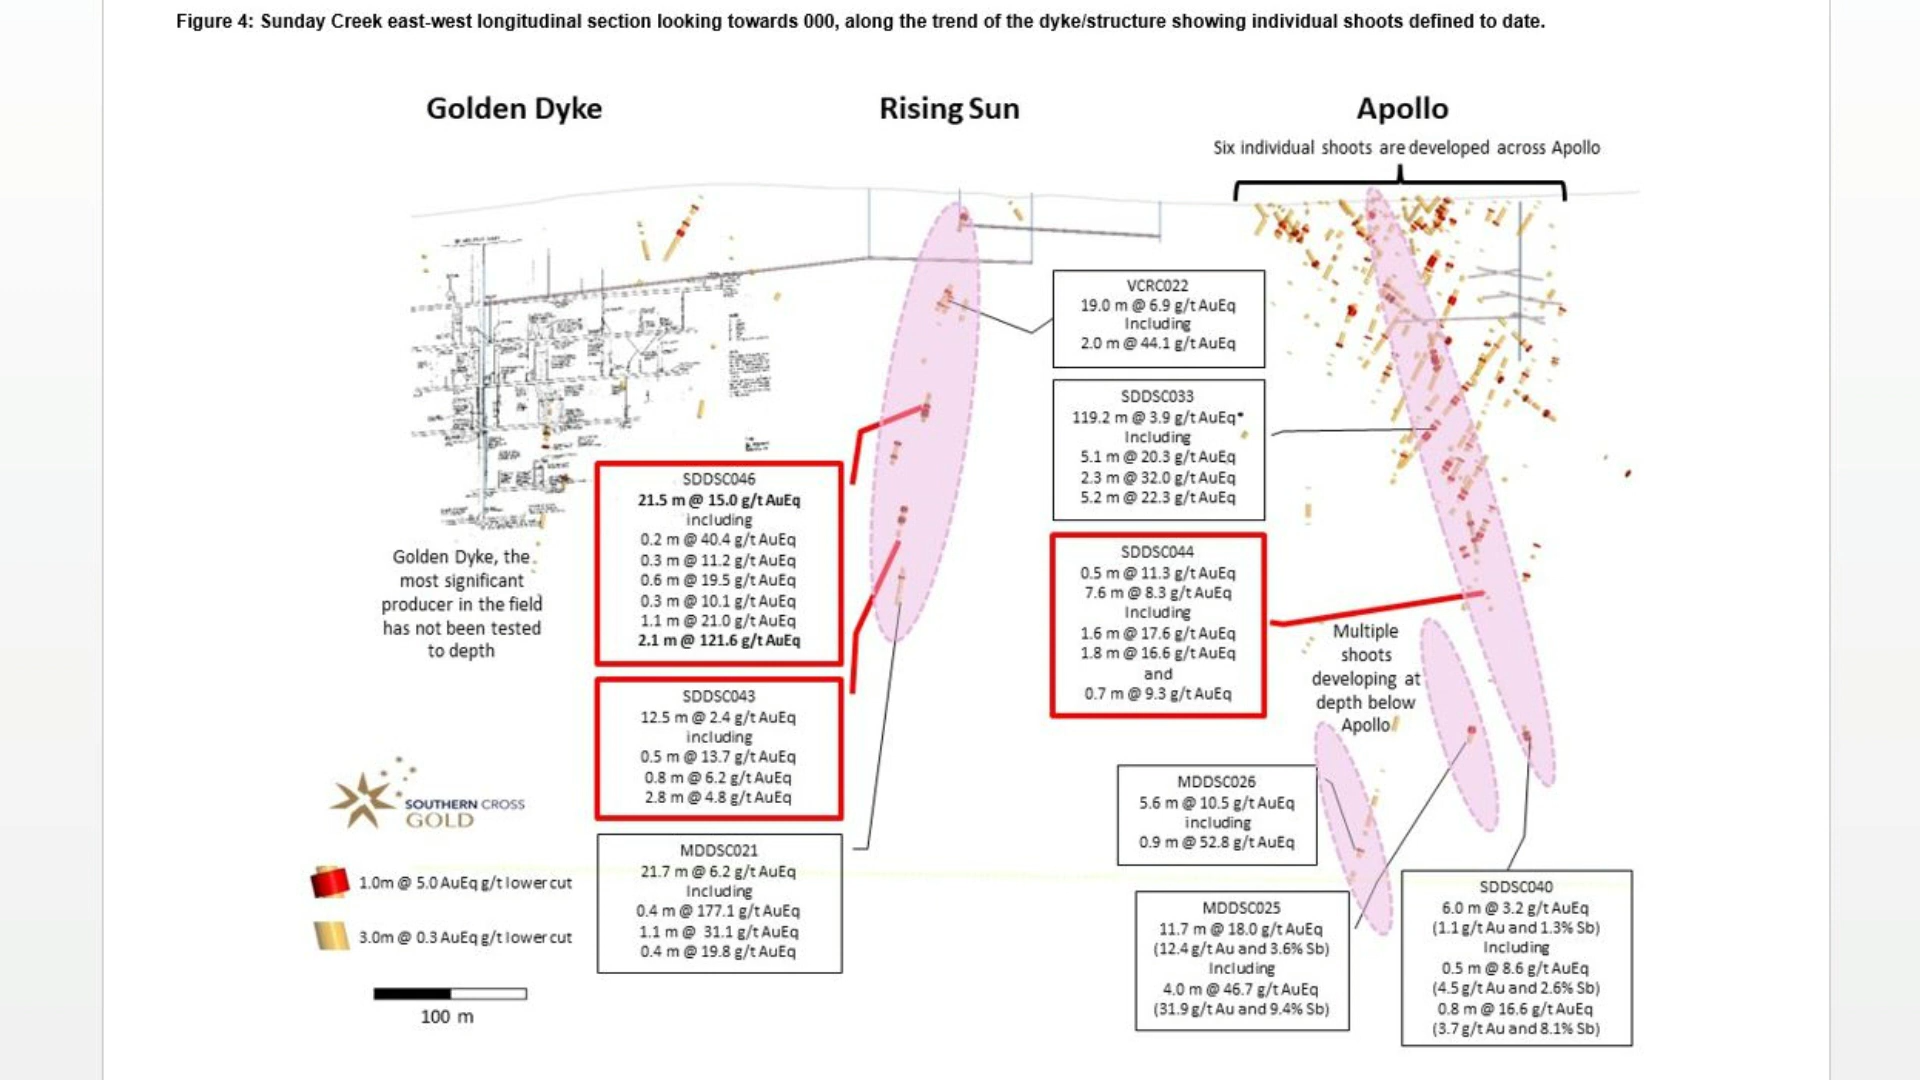 Figure 4: Sunday Creek east-west longitudinal section looking towards 000, along the trend of the dyke/structure showing individual shoots defined to date.
Golden Dyke
Rising Sun
Apollo
Six individual shoots are developed across Apollo
VCRC022
19.0 m @ 6.9 g/t AuEq
Including
2.0 m @ 44.1 g/t AuEq
SDDSC033
119.2 m @ 3.9 g/t AuEq*
Including
5.1 m @ 20.3 g/t AuEq
2.3 m @ 32.0 g/t AuEq
5.2 m @ 22.3 g/t AuEq
SDDSC046
21.5 m @ 15.0 g/t AuEq
including
0.2 m @ 40.4 g/t AuEq
0.3 m @ 11.2 g/t AuEq
0.6 m @ 19.5 g/t AuEq
0.3 m @ 10.1 g/t AuEq
1.1 m @ 21.0 g/t AuEq
2.1 m @ 121.6 g/t AuEq
Golden Dyke, the
most significant
producer in the field
has not been tested
to depth
SDDSC044
0.5 m @ 11.3 g/t AuEq
7.6 m @ 8.3 g/t AuEq
Including
1.6 m @ 17.6 g/t AuEq
1.8 m @ 16.6 g/t AuEq
and
0.7 m @ 9.3 g/t AuEq
Multiple
shoots
developing at
depth below
Apollo
SDDSC043
12.5 m @ 2.4 g/t AuEq
including
0.5 m @ 13.7 g/t AuEq
0.8 m @ 6.2 g/t AuEq
2.8 m @ 4.8 g/t AuEq
SOUTHERN CROSS
GOLD
MDDSC026
5.6 m @ 10.5 g/t AuEq
including
0.9 m @ 52.8 g/t AuEq
MDDSC021
21.7 m @ 6.2 g/t AuEq
Including
0.4 m @ 177.1 g/t AuEq
1.1 m @ 31.1 g/t AuEq
0.4 m @ 19.8 g/t AuEq
1.0m @ 5.0 AuEq g/t lower cut
3.0m @ 0.3 AuEq g/t lower cut
100 m
MDDSC025
11.7 m @ 18.0 g/t AuEq
(12.4 g/t Au and 3.6% Sb)
Including
4.0 m @ 46.7 g/t AuEq
(31.9 g/t Au and 9.4% Sb)
SDDSC040
6.0 m @ 3.2 g/t AuEq
(1.1 g/t Au and 1.3% Sb)
Including
0.5 m @ 8.6 g/t AuEq
(4.5 g/t Au and 2.6% Sb)
0.8 m @ 16.6 g/t AuEq
(3.7 g/t Au and 8.1% Sb)